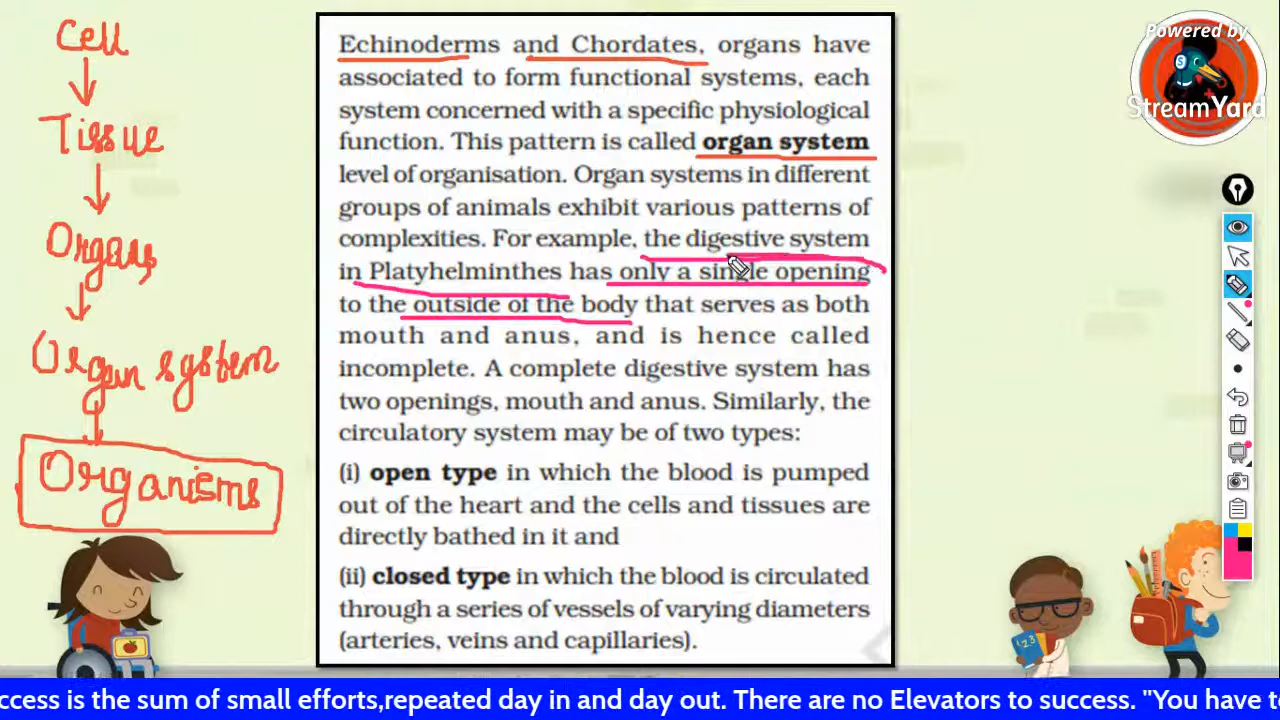 Cell
Tissue
Organs
Organ system
Organisms
Echinoderms and Chordates, organs have
associated to form functional systems, each
system concerned with a specific physiological
function. This pattern is called organ system
level of organisation. Organ systems in different
groups of animals exhibit various patterns of
complexities. For example, the digestive system
in Platyhelminthes has only a single opening
to the outside of the body that serves as both
mouth and anus, and is hence called
incomplete. A complete digestive system has
two openings, mouth and anus. Similarly, the
circulatory system may be of two types:
(i) open type in which the blood is pumped
out of the heart and the cells and tissues are
directly bathed in it and
(ii) closed type in which the blood is circulated
through a series of vessels of varying diameters
(arteries, veins and capillaries).
Powered by
StreamYard
1 2 3
ccess is the sum of small efforts,repeated day in and day out. There are no Elevators to success. "You have t